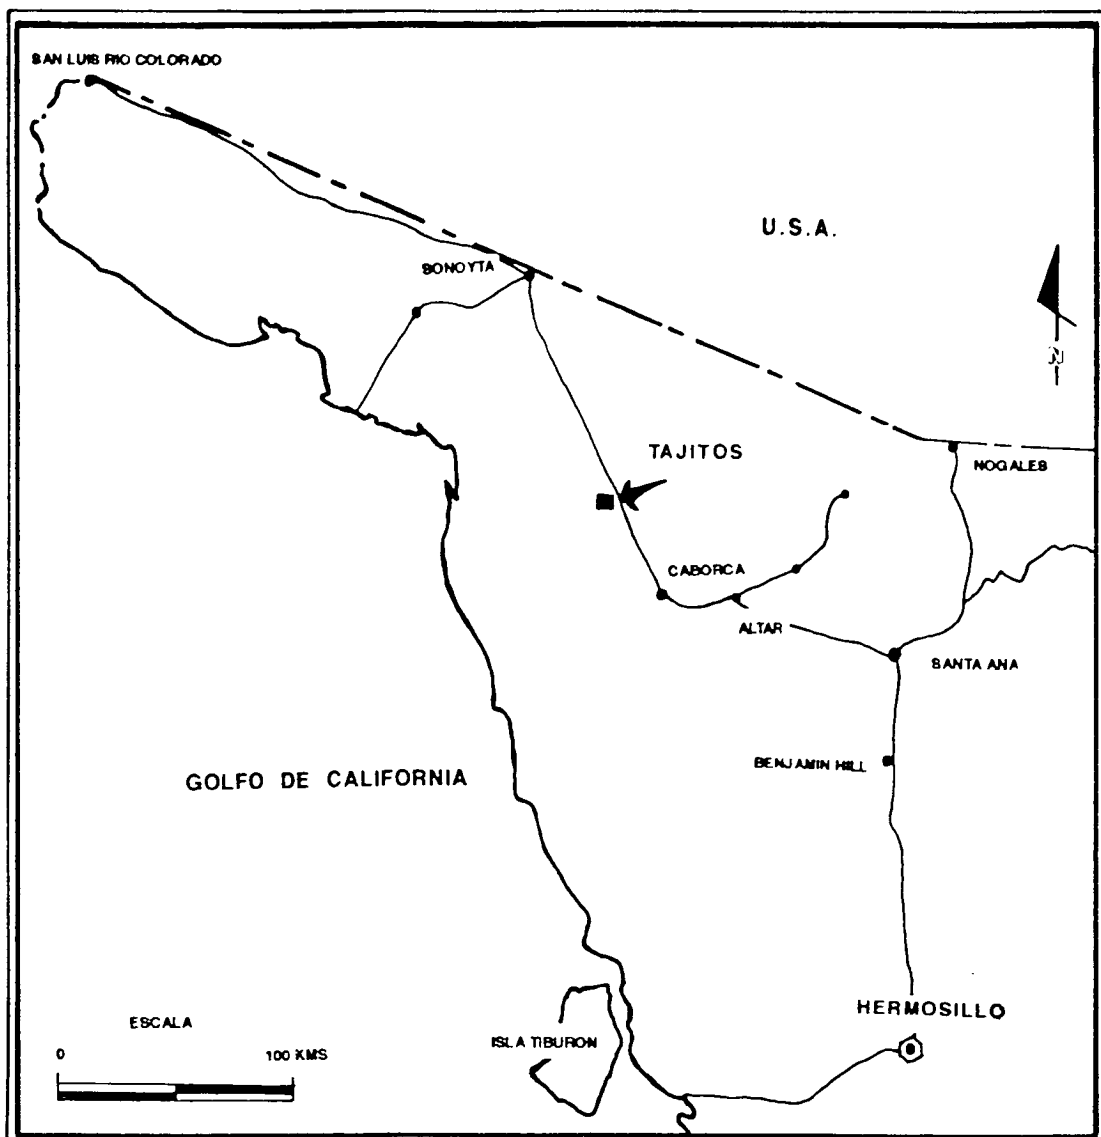 SAN LUIS RIO COLORADO
U.S.A.
SONOYTA
N
TAJITOS
NOGALES
CABORCA
ALTAR
SANTA ANA
BENJAMIN HILL
GOLFO DE CALIFORNIA
HERMOSILLO
ESCALA
ISLA TIBURON
0 100 KMS